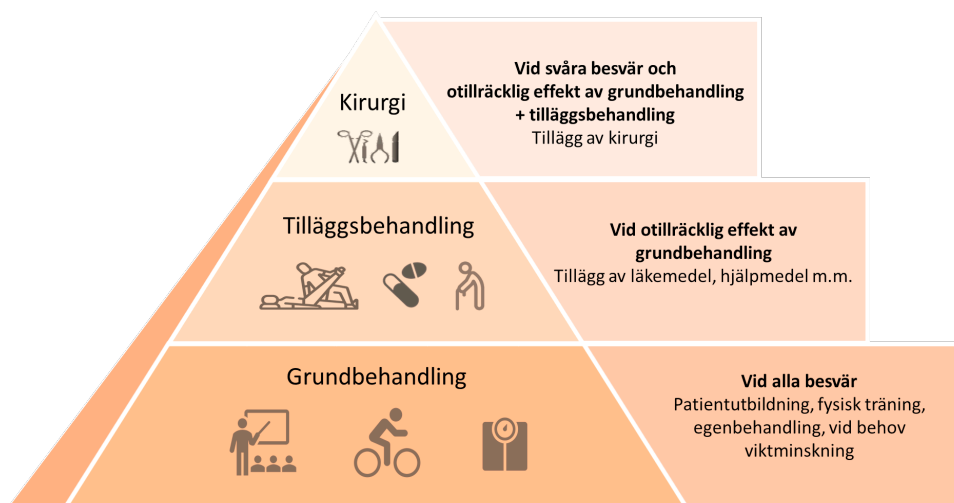 Kirurgi
Vid svåra besvär och
otillräcklig effekt av grundbehandling
+ tilläggsbehandling
Tillägg av kirurgi
Tilläggsbehandling
Vid otillräcklig effekt av
grundbehandling
Tillägg av läkemedel, hjälpmedel m.m.
Grundbehandling
Vid alla besvär
Patientutbildning, fysisk träning,
egenbehandling, vid behov
viktminskning